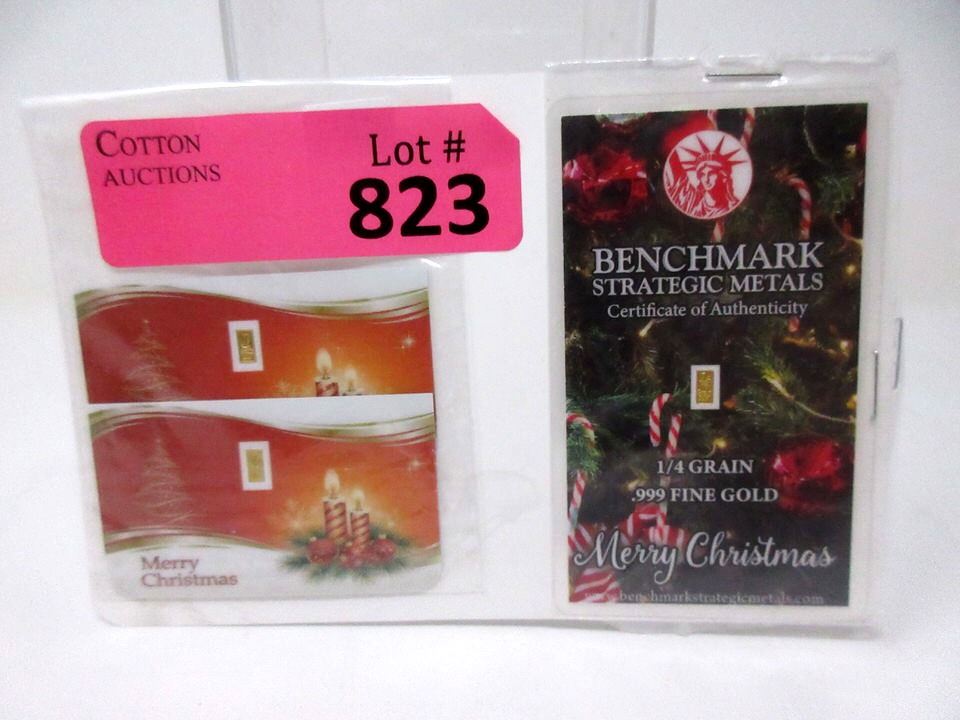 COTTON
AUCTIONS
Lot #
823
Merry
Christmas
BENCHMARK
STRATEGIC METALS
Certificate of Authenticity
1/4 GRAIN
.999 FINE GOLD
Merry Christmas
www.benchmarkstrategicmetals.com